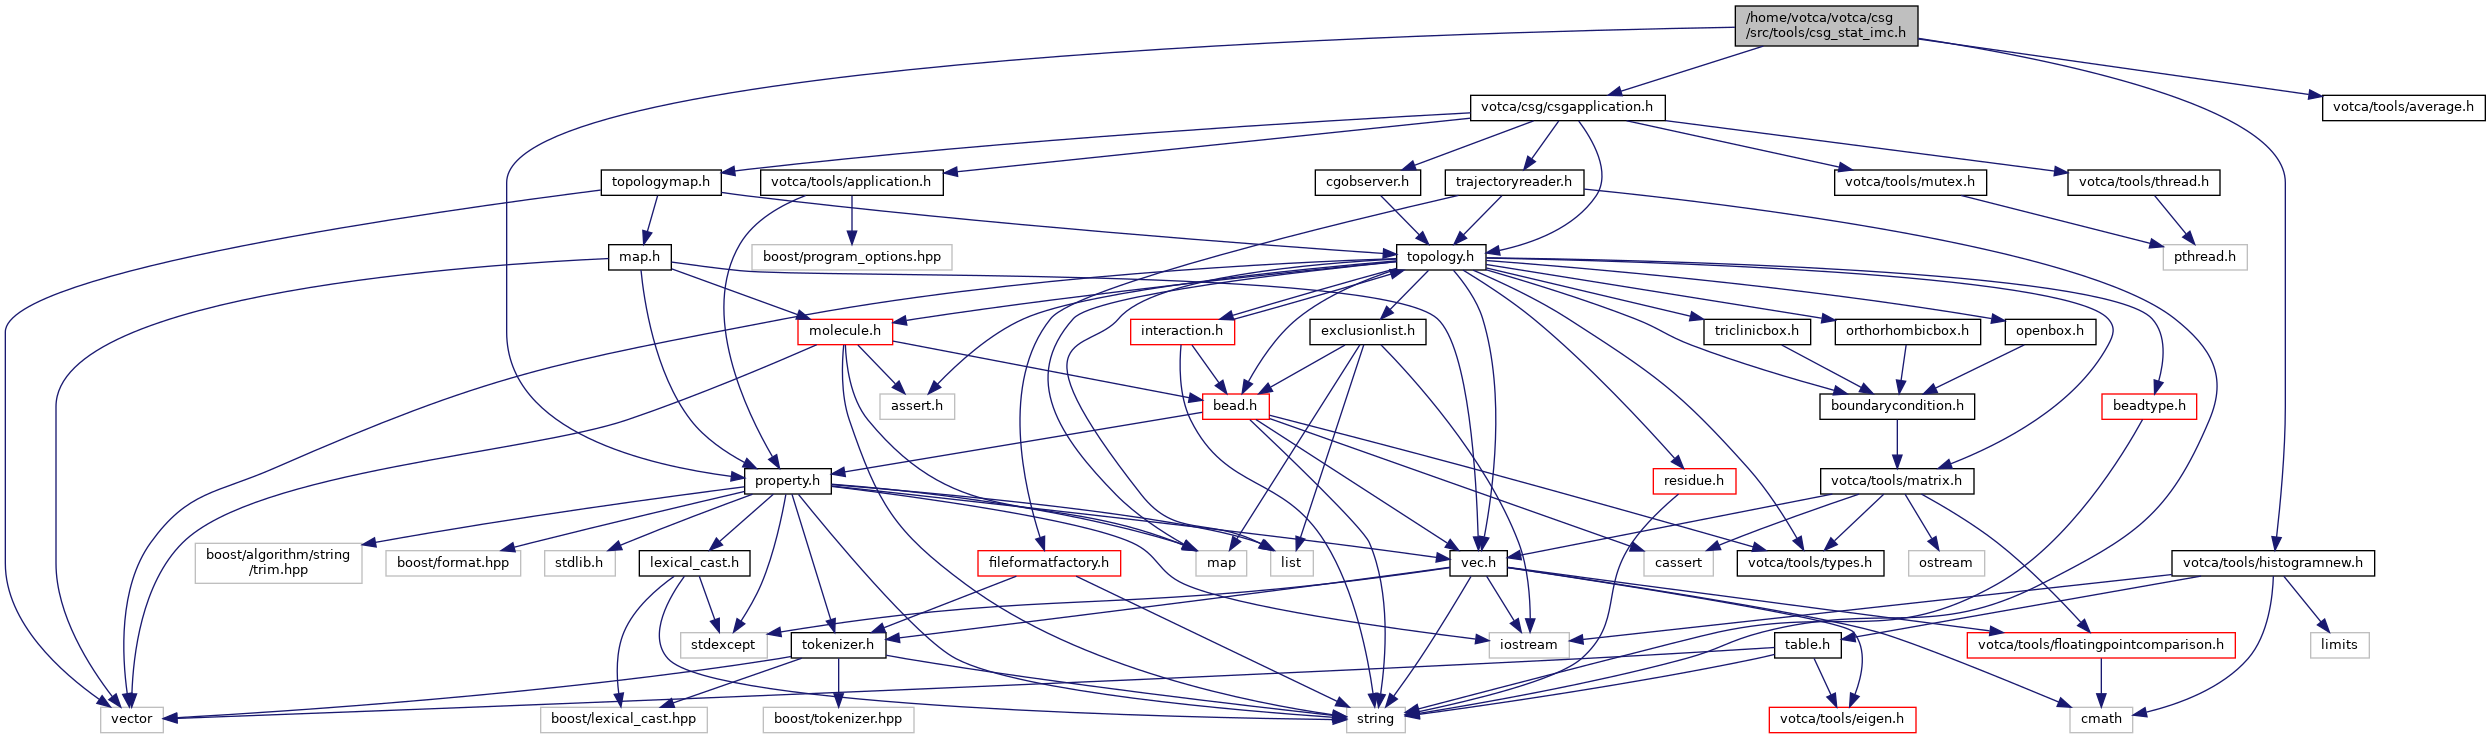 /home/votca/votca/csg
/src/tools/csg_stat_imc.h
votca/csg/csgapplication.h
votca/tools/average.h
topologymap.h
votca/tools/application.h
cgobserver.h
trajectoryreader.h
votca/tools/mutex.h
votca/tools/thread.h
map.h
boost/program_options.hpp
topology.h
pthread.h
molecule.h
interaction.h
exclusionlist.h
triclinicbox.h
orthorhombicbox.h
openbox.h
assert.h
bead.h
boundarycondition.h
beadtype.h
property.h
residue.h
votca/tools/matrix.h
boost/algorithm/string
/trim.hpp
boost/format.hpp
stdlib.h
lexical_cast.h
fileformatfactory.h
map
list
vec.h
cassert
votca/tools/types.h
ostream
votca/tools/histogramnew.h
stdexcept
tokenizer.h
iostream
table.h
votca/tools/floatingpointcomparison.h
limits
vector
boost/lexical_cast.hpp
boost/tokenizer.hpp
string
votca/tools/eigen.h
cmath